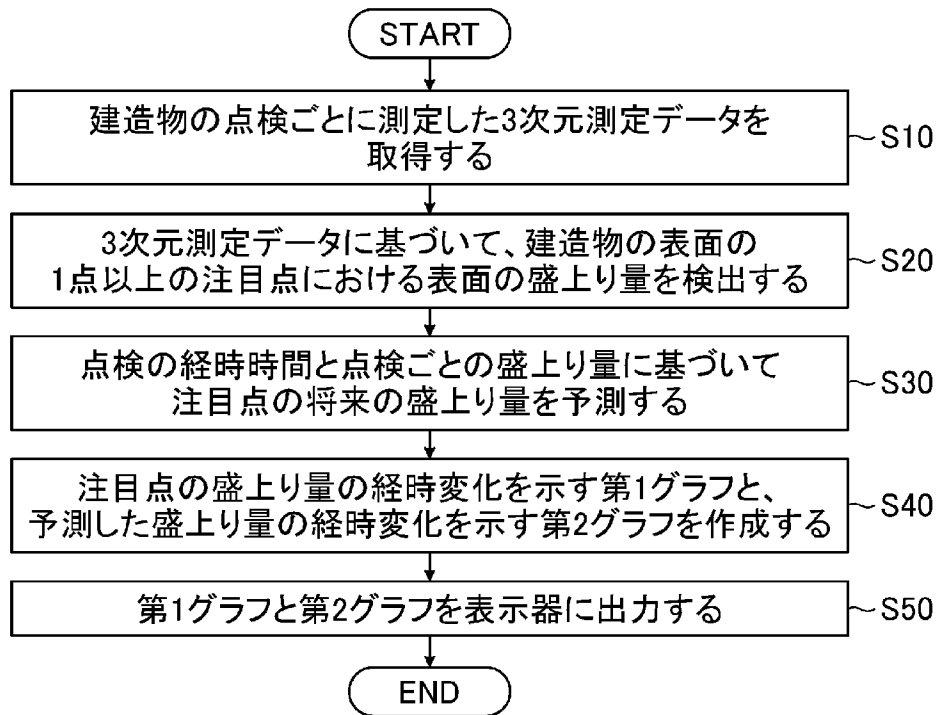 START
建造物の点検ごとに測定した3次元測定データを
取得する
~S10
3次元測定データに基づいて、建造物の表面の
1点以上の注目点における表面の盛上り量を検出する
~S20
点検の経時時間と点検ごとの盛上り量に基づいて
注目点の将来の盛上り量を予測する
~S30
注目点の盛上り量の経時変化を示す第1グラフと、
予測した盛上り量の経時変化を示す第2グラフを作成する
~S40
第1グラフと第2グラフを表示器に出力する
~S50
END